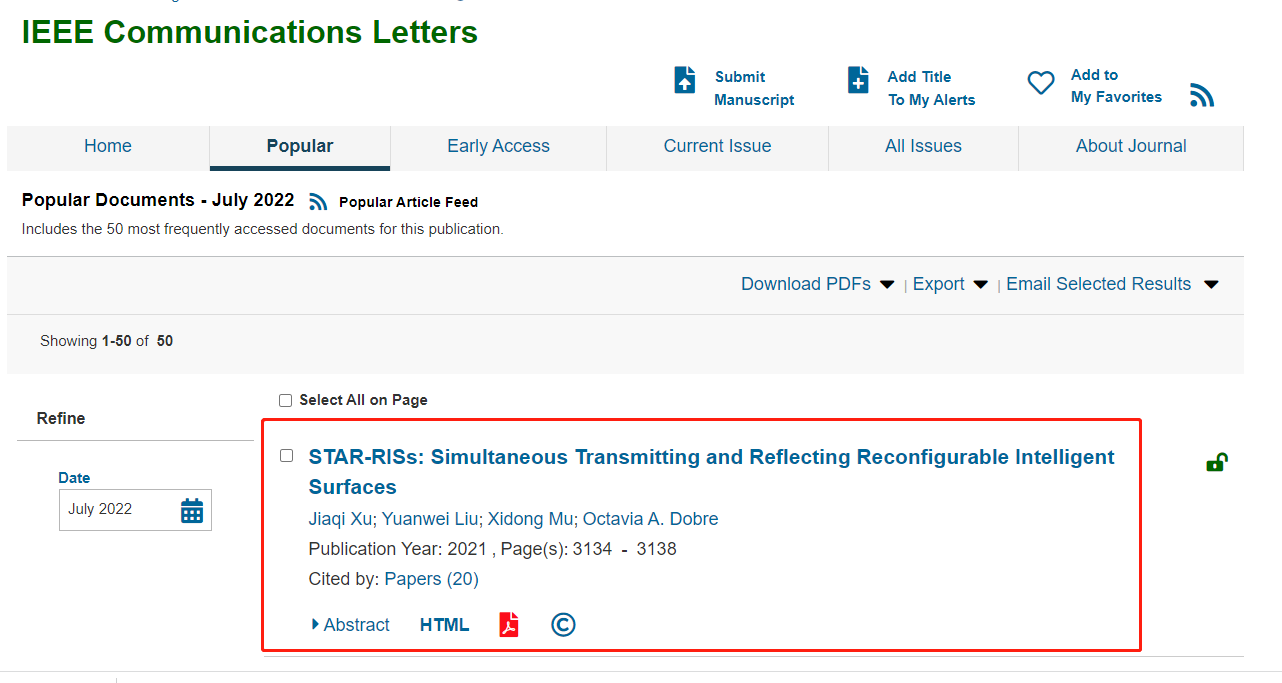 IEEE Communications Letters
Submit
Manuscript
Add Title
To My Alerts
Add to
My Favorites
Home
Popular
Early Access
Current Issue
All Issues
About Journal
Popular Documents - July 2022
Popular Article Feed
Includes the 50 most frequently accessed documents for this publication.
Download PDFs | Export | Email Selected Results
Showing 1-50 of 50
Select All on Page
Refine
Date
July 2022
STAR-RISs: Simultaneous Transmitting and Reflecting Reconfigurable Intelligent
Surfaces
Jiaqi Xu; Yuanwei Liu; Xidong Mu; Octavia A. Dobre
Publication Year: 2021 , Page(s): 3134 - 3138
Cited by: Papers (20)
Abstract
HTML
©